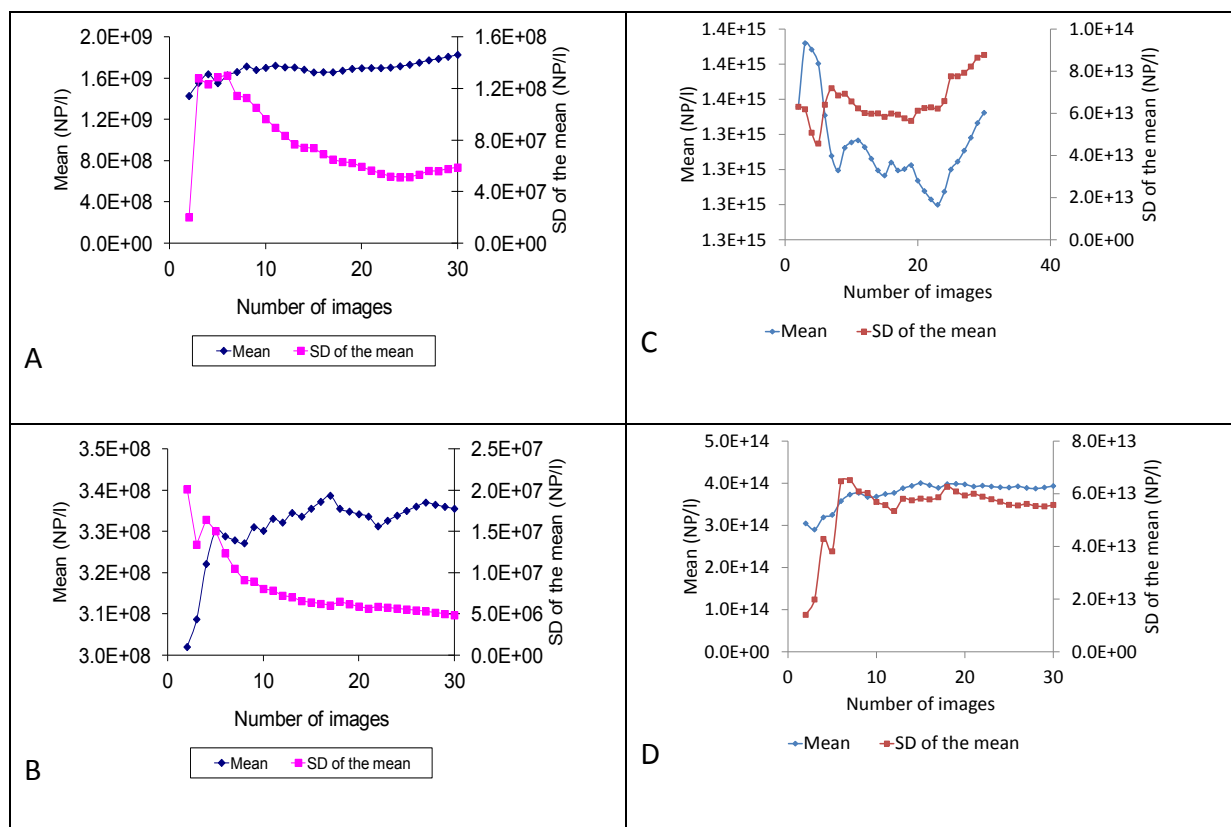 2.0E+09
1.6E+09
1.2E+09
8.0E+08
4.0E+08
0.0E+00
Mean (NP/l)
1.6E+08
1.2E+08
8.0E+07
4.0E+07
0.0E+00
SD of the mean (NP/l)
0 10 20 30
Number of images
Mean SD of the mean
A
1.4E+15
1.4E+15
1.4E+15
1.3E+15
1.3E+15
1.3E+15
1.3E+15
Mean (NP/l)
1.0E+14
8.0E+13
6.0E+13
4.0E+13
2.0E+13
0.0E+00
SD of the mean (NP/l)
0 20 40
Number of images
Mean SD of the mean
C
3.5E+08
3.4E+08
3.3E+08
3.2E+08
3.1E+08
3.0E+08
Mean (NP/l)
2.5E+07
2.0E+07
1.5E+07
1.0E+07
5.0E+06
0.0E+00
SD of the mean (NP/l)
0 10 20 30
Number of images
Mean SD of the mean
B
5.0E+14
4.0E+14
3.0E+14
2.0E+14
1.0E+14
0.0E+00
Mean (NP/l)
8.0E+13
6.0E+13
4.0E+13
2.0E+13
0.0E+00
SD of the mean (NP/l)
0 10 20 30
Number of images
Mean SD of the mean
D